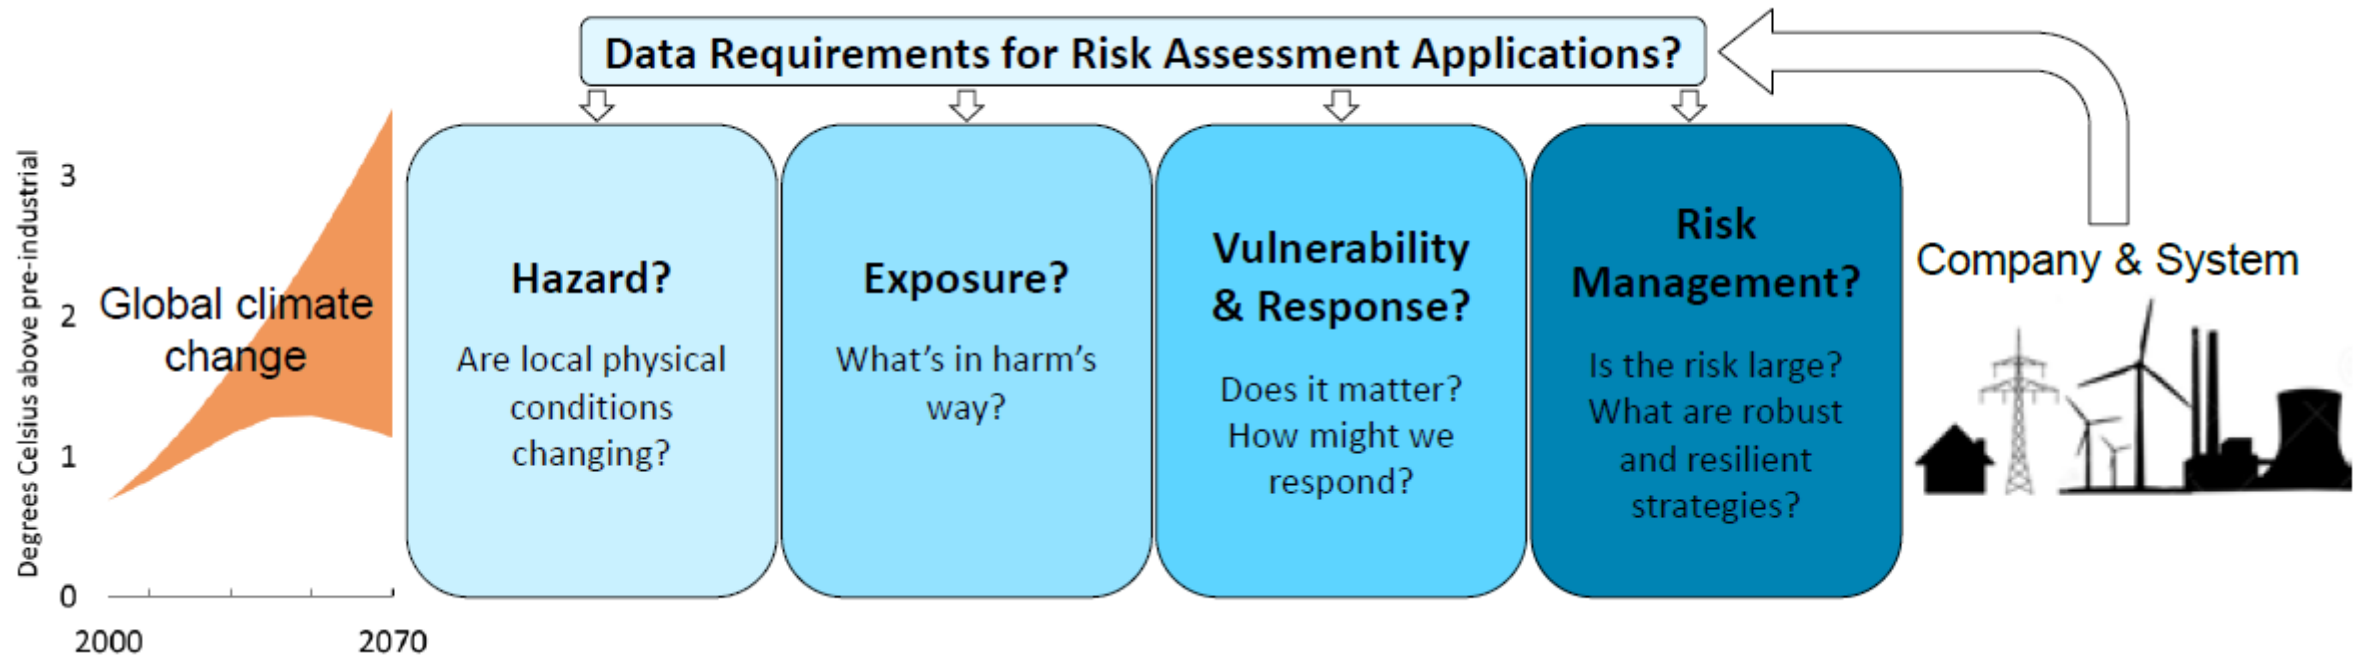 Data Requirements for Risk Assessment Applications?
Degrees Celsius above pre-industrial
3
2
1
0
2000
2070
Global climate
change
Hazard?
Are local physical
conditions
changing?
Exposure?
What's in harm's
way?
Vulnerability
& Response?
Does it matter?
How might we
respond?
Risk
Management?
Is the risk large?
What are robust
and resilient
strategies?
Company & System